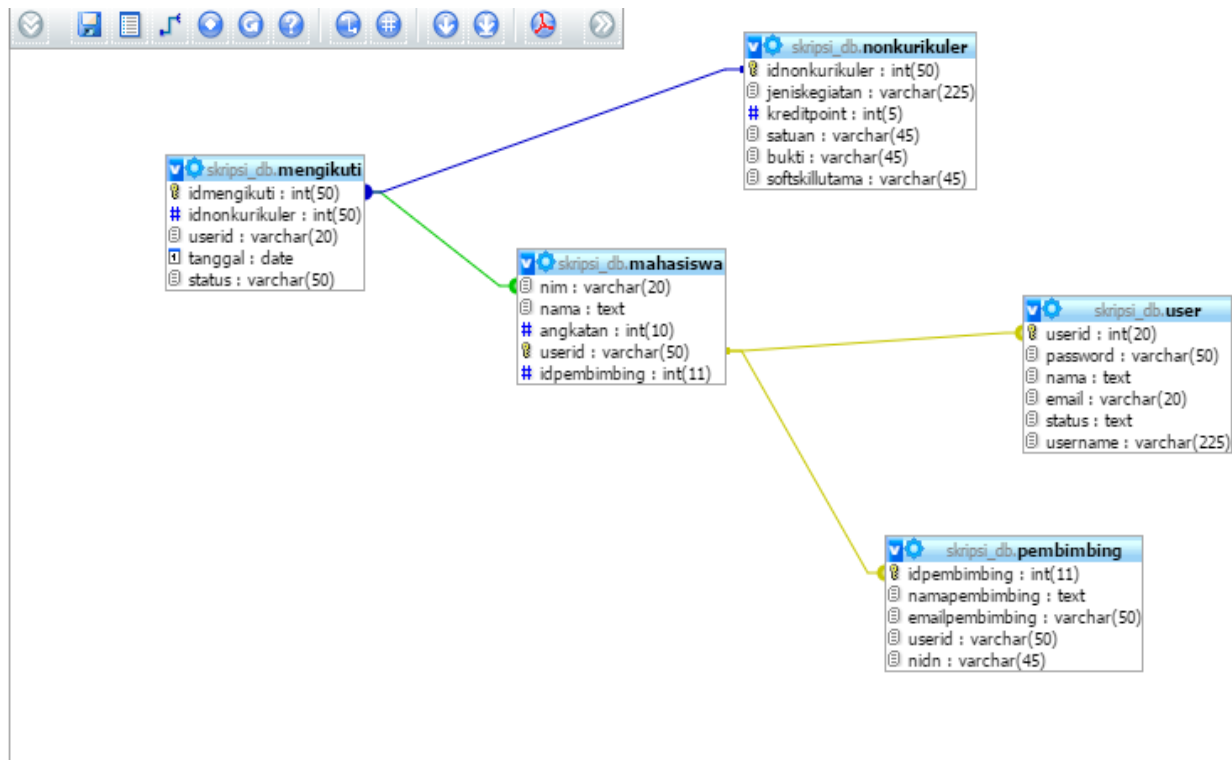 skripsi_db.nonkurikuler
idnonkurikuler : int(50)
jeniskegiatan : varchar(225)
# kreditpoint : int(5)
satuan : varchar(45)
bukti : varchar(45)
softskillutama : varchar(45)
skripsi_db.mengikuti
idmengikuti : int(50)
# idnonkurikuler : int(50)
userid : varchar(20)
tanggal : date
status : varchar(50)
skripsi_db.mahasiswa
nim : varchar(20)
nama : text
# angkatan : int(10)
userid : varchar(50)
# idpembimbing : int(11)
skripsi_db.user
userid : int(20)
password : varchar(50)
nama : text
email : varchar(20)
status : text
username : varchar(225)
skripsi_db.pembimbing
idpembimbing : int(11)
namapembimbing : text
emailpembimbing : varchar(50)
userid : varchar(50)
nidn : varchar(45)